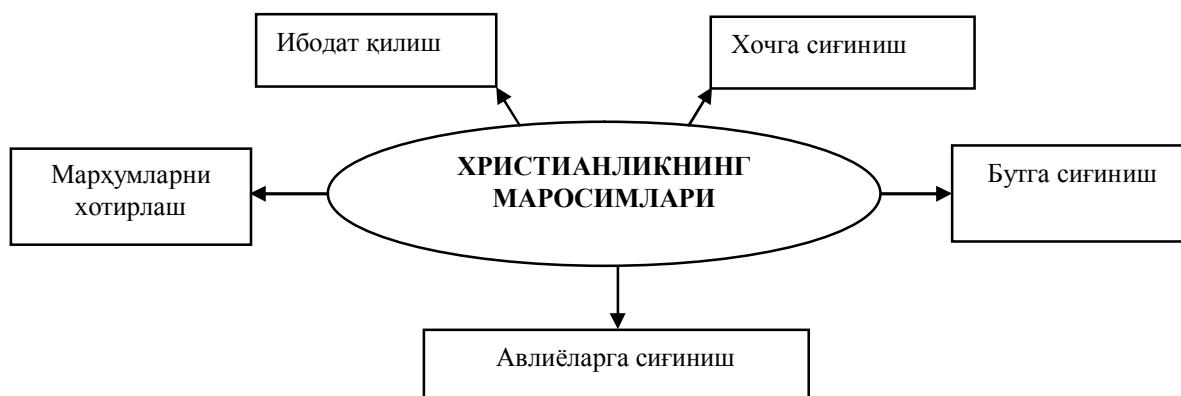 Ибодат қилиш
Хочга сиғиниш
Марҳумларни
хотирлаш
ХРИСТИАНЛИКНИНГ
МАРОСИМЛАРИ
Бутга сиғиниш
Авлиёларга сиғиниш